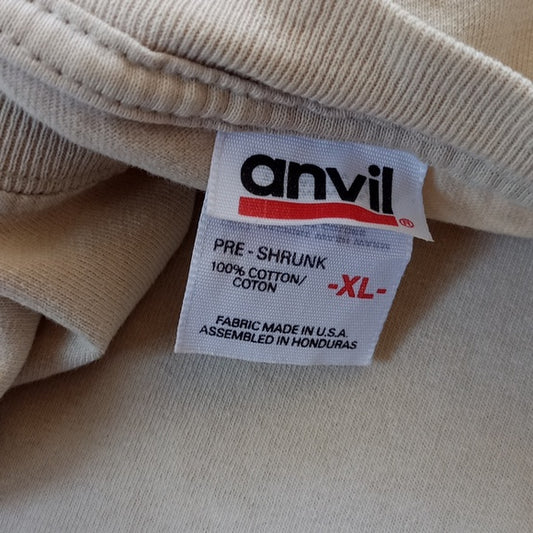 anvil
®
PRE - SHRUNK
100% COTTON/
COTON
-XL-
FABRIC MADE IN U.S.A.
ASSEMBLED IN HONDURAS